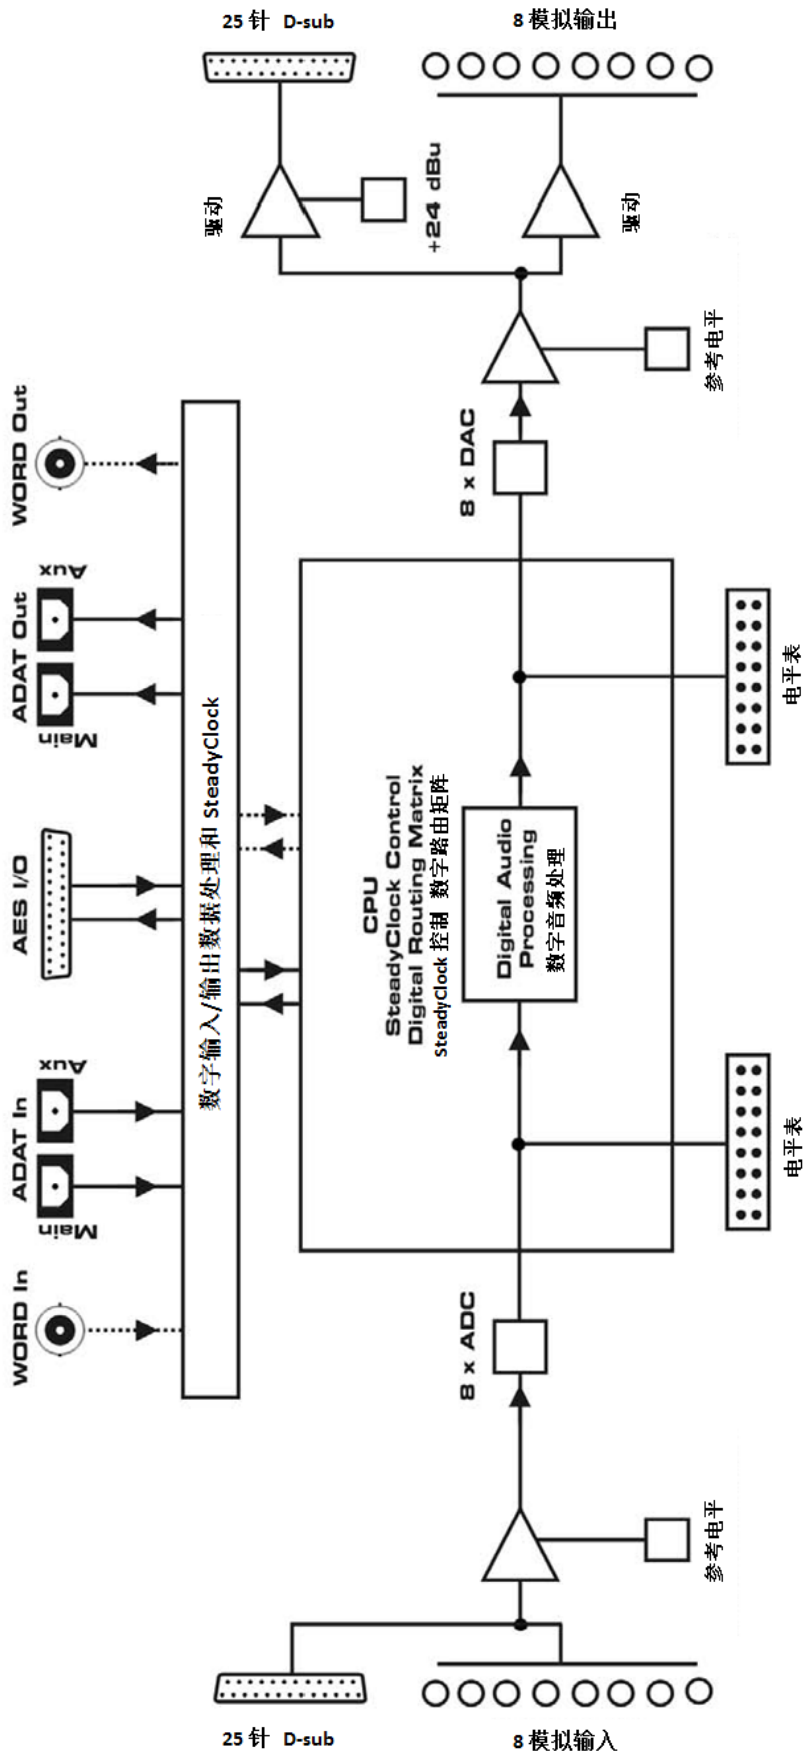 25 针 D-sub
8 模拟输出
驱动
+24 dBu
驱动
参考电平
8 x DAC
WORD Out
Aux
ADAT Out
Main
AES I/O
数字输入/输出数据处理和 SteadyClock
CPU
SteadyClock Control
Digital Routing Matrix
SteadyClock 控制 数字路由矩阵
Digital Audio
Processing
数字音频处理
电平表
Aux
ADAT In
Main
WORD In
电平表
8 x ADC
参考电平
25 针 D-sub
8 模拟输入